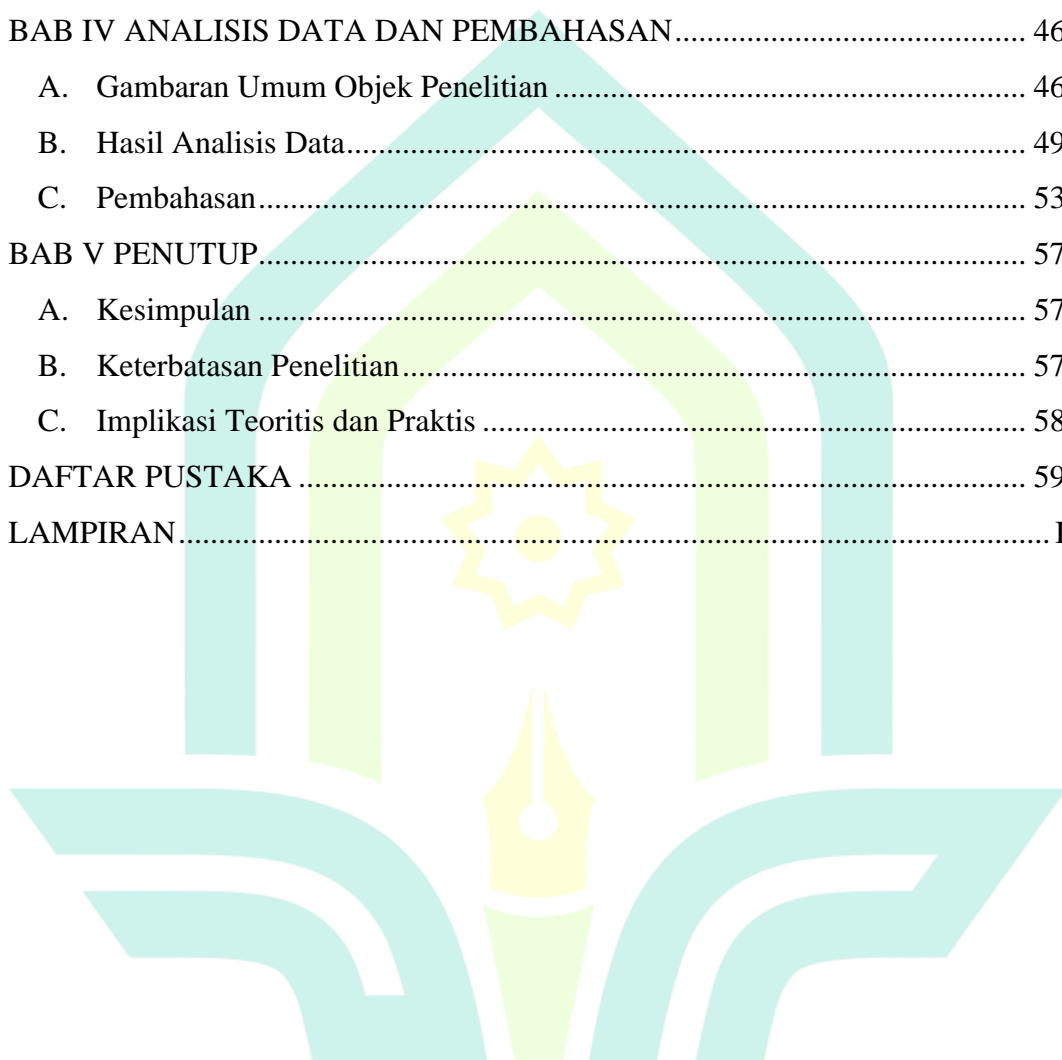 BAB IV ANALISIS DATA DAN PEMBAHASAN............................................. 46
A. Gambaran Umum Objek Penelitian ............................................................. 46
B. Hasil Analisis Data........................................................................................ 49
C. Pembahasan................................................................................................... 53
BAB V PENUTUP................................................................................................... 57
A. Kesimpulan ................................................................................................... 57
B. Keterbatasan Penelitian................................................................................. 57
C. Implikasi Teoritis dan Praktis ...................................................................... 58
DAFTAR PUSTAKA .............................................................................................. 59
LAMPIRAN................................................................................................................ I